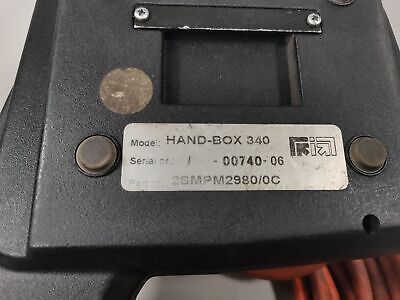 Model: HAND-BOX 340
Serial nr.: / - 00740-06
2SMPM2980/0C